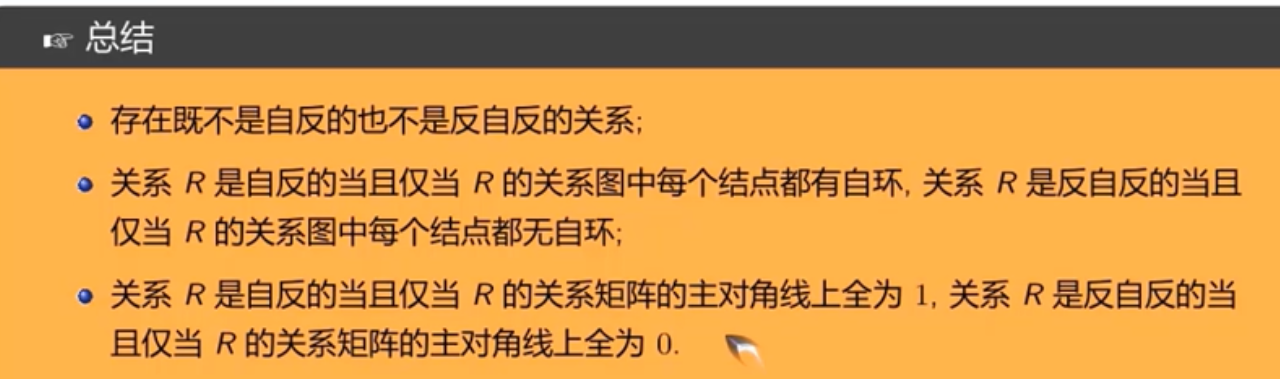 ☞ 总结
存在既不是自反的也不是反自反的关系;
关系 R 是自反的当且仅当 R 的关系图中每个结点都有自环, 关系 R 是反自反的当且
仅当 R 的关系图中每个结点都无自环;
关系 R 是自反的当且仅当 R 的关系矩阵的主对角线上全为 1, 关系 R 是反自反的当
且仅当 R 的关系矩阵的主对角线上全为 0.